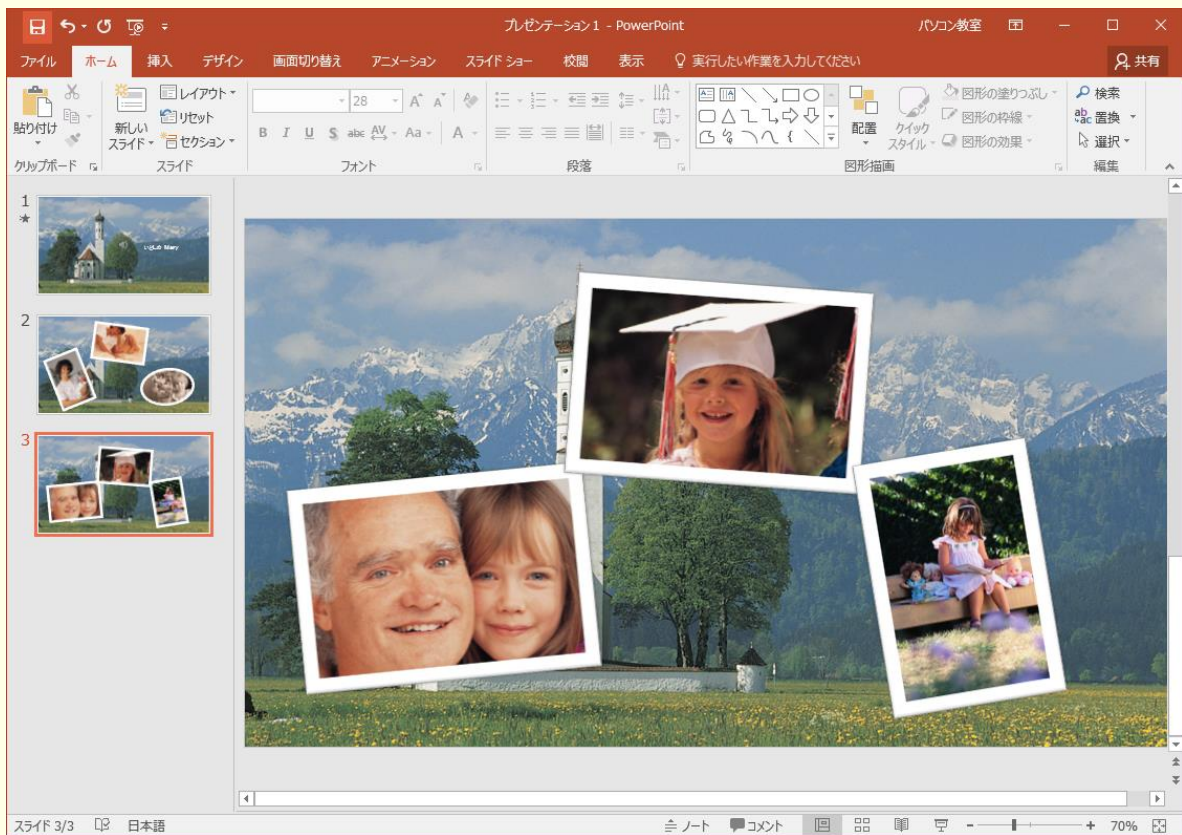 プレゼンテーション1 - PowerPoint
パソコン教室
ファイル ホーム 挿入 デザイン 画面切り替え アニメーション スライド ショー 校閲 表示 実行したい作業を入力してください 共有
貼り付け
新しい
スライド
レイアウト
リセット
セクション
28
B I U S abc AV Aa A
配置
クイック
スタイル
図形の塗りつぶし
図形の枠線
図形の効果
検索
置換
選択
クリップボード スライド フォント 段落 図形描画 編集
1
2
3
スライド 3/3 日本語 ノート コメント 70%